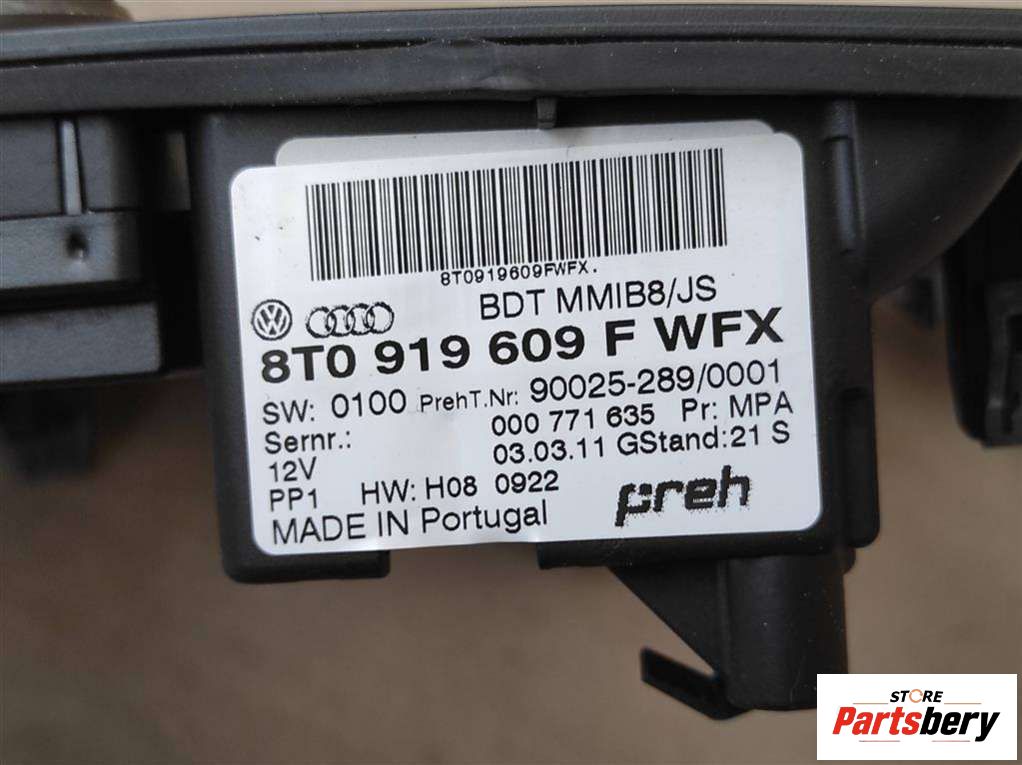 8T0919609FWFX.
BDT MMIB8/JS
8T0 919 609 F WFX
SW: 0100 PrehT.Nr: 90025-289/0001
Sernr.: 000 771 635 Pr: MPA
12V 03.03.11 GStand:21 S
PP1 HW: H08 0922 preh
MADE IN Portugal
STORE
Partsbery